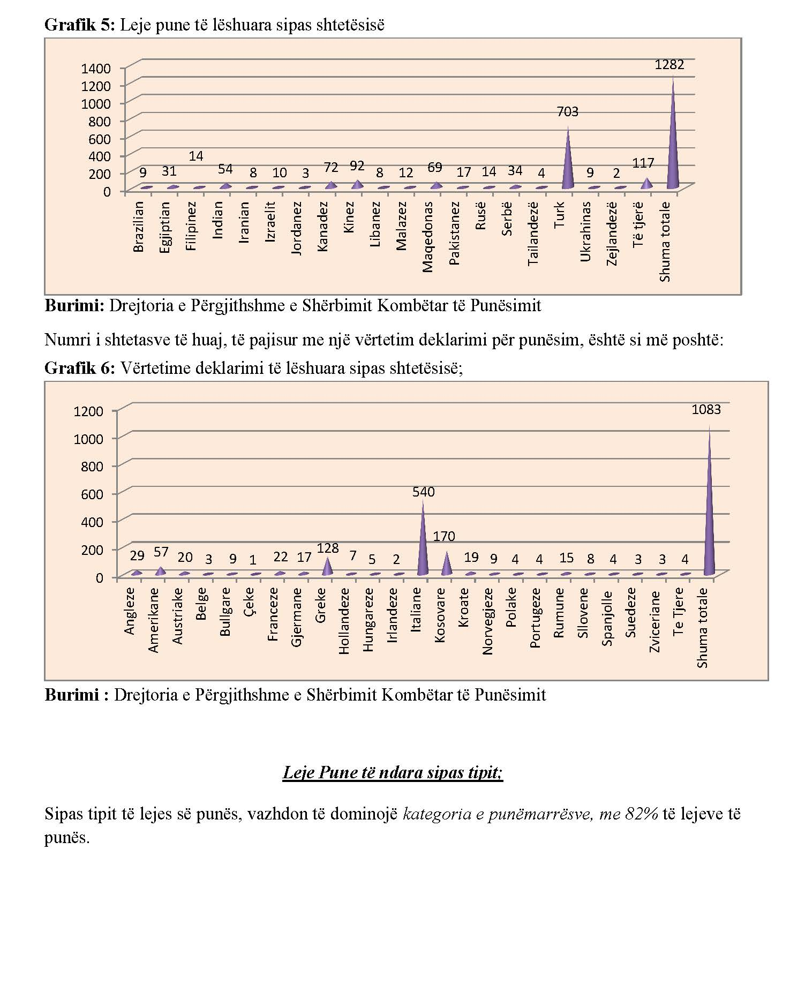 Grafik 5: Leje pune të lëshuara sipas shtetësisë
1400
1200
1000
800
600
400
200
0
9 31 14 54 8 10 3 72 92 8 12 69 17 14 34 4 703 9 2 117 1282
Brazilian
Egjiptian
Filipinez
Indian
Iranian
Izraelit
Jordanez
Kanadez
Kinez
Libanez
Malazez
Maqedonas
Pakistanez
Rusë
Serbë
Tailandezë
Turk
Ukrahinas
Zejlandezë
Të tjerë
Shuma totale
Burimi: Drejtoria e Përgjithshme e Shërbimit Kombëtar të Punësimit
Numri i shtetasve të huaj, të pajisur me një vërtetim deklarimi për punësim, është si më poshtë:
Grafik 6: Vërtetime deklarimi të lëshuara sipas shtetësisë;
1200
1000
800
600
400
200
0
29 57 20 3 9 1 22 17 128 7 5 2 540 170 19 9 4 4 15 8 4 3 3 4 1083
Angleze
Amerikane
Austriake
Belge
Bullgare
Çeke
Franceze
Gjermane
Greke
Hollandeze
Hungareze
Irlandeze
Italiane
Kosovare
Kroate
Norvegjeze
Polake
Portugeze
Rumune
Sllovene
Spanjolle
Suedeze
Zviceriane
Te Tjere
Shuma totale
Burimi : Drejtoria e Përgjithshme e Shërbimit Kombëtar të Punësimit
Leje Pune të ndara sipas tipit;
Sipas tipit të lejes së punës, vazhdon të dominojë kategoria e punëmarrësve, me 82% të lejeve të
punës.